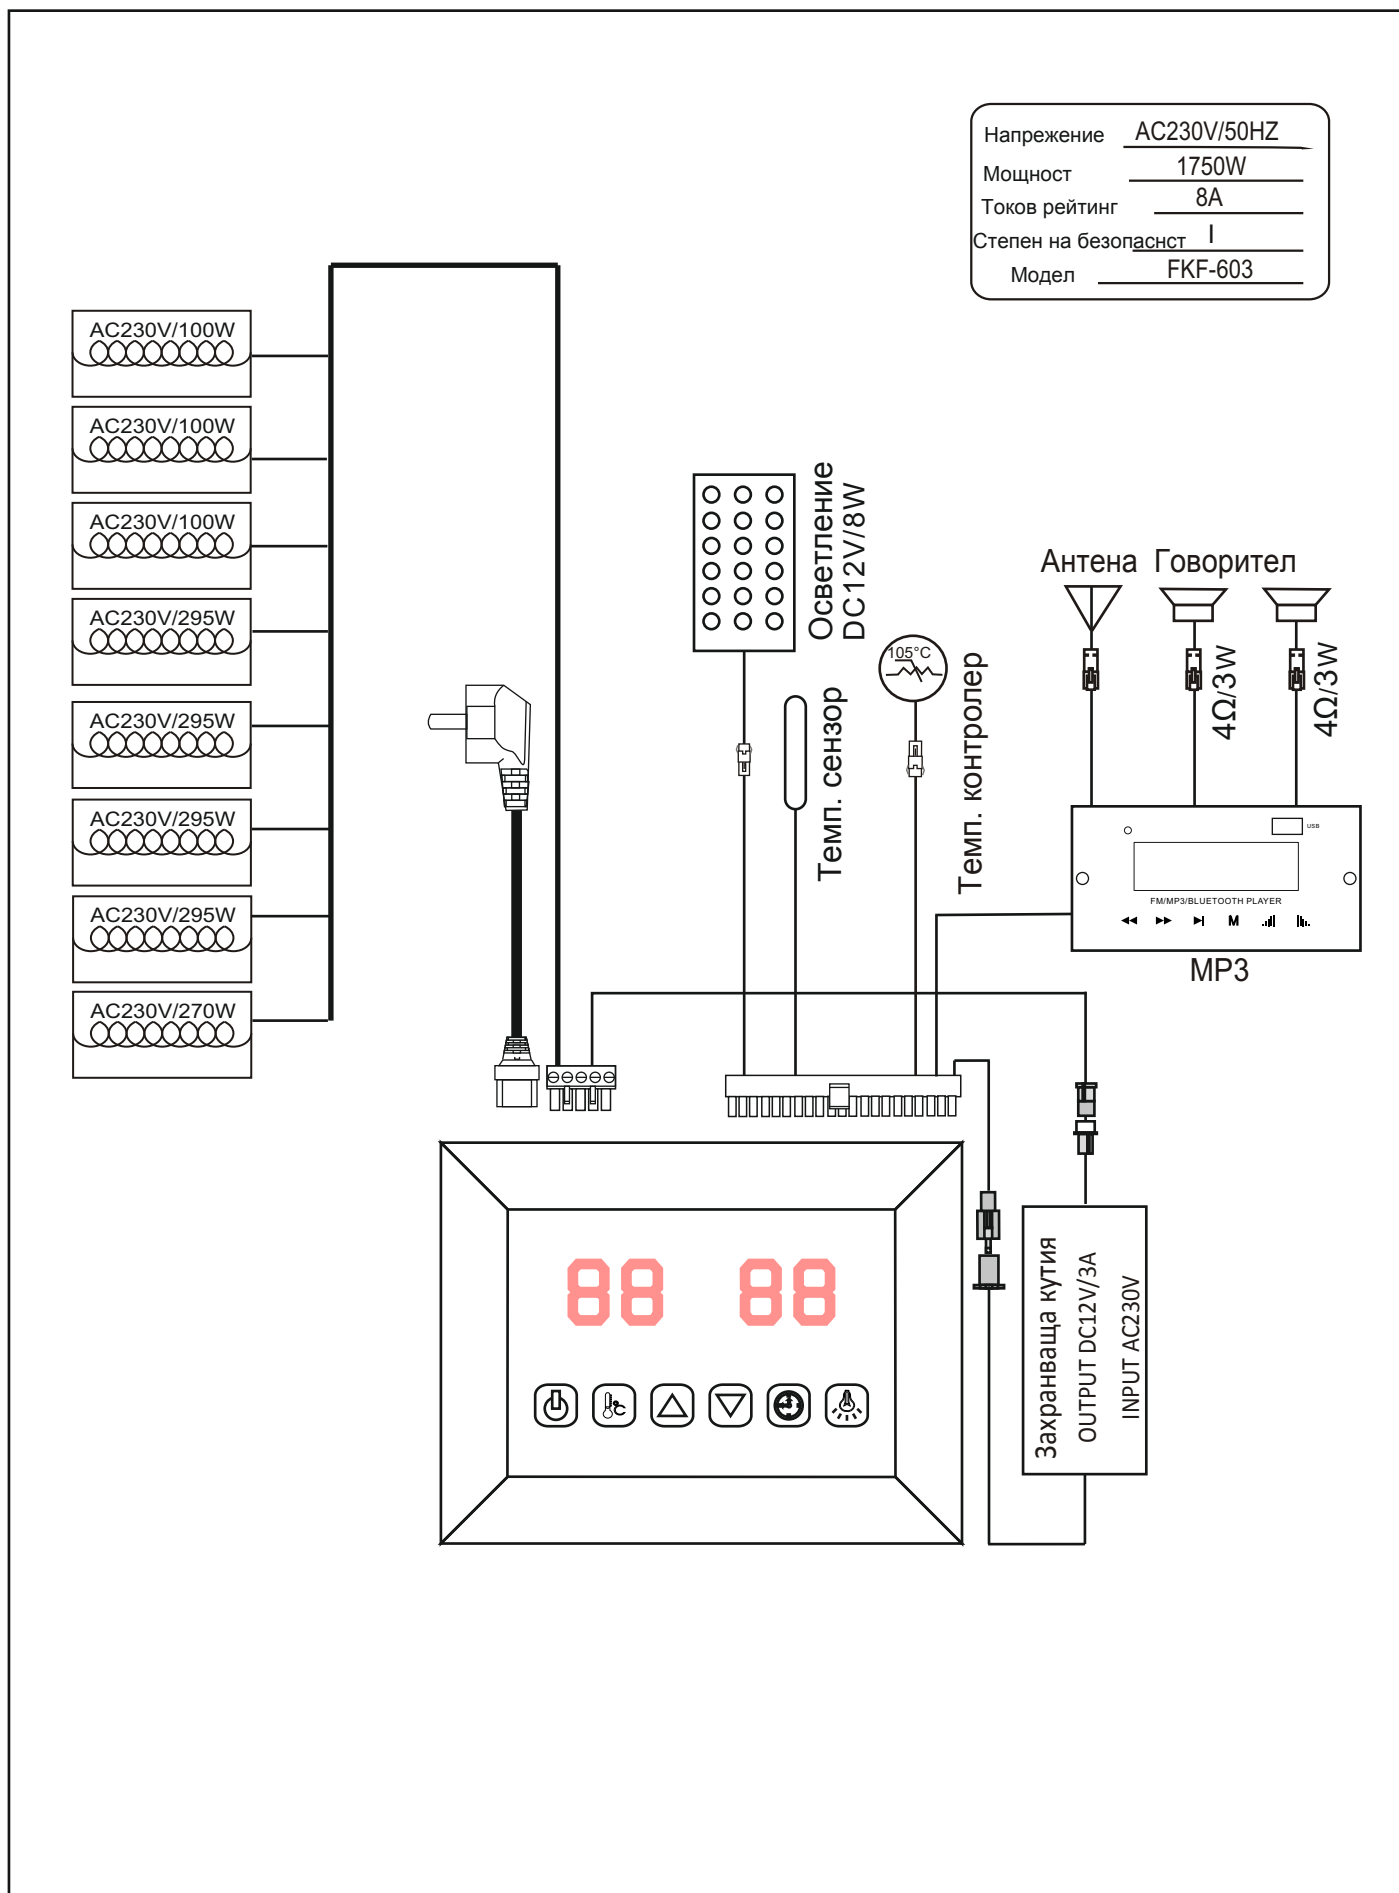 Напрежение AC230V/50HZ
Мощност 1750W
Токов рейтинг 8A
Степен на безопаснст I
Модел FKF-603
AC230V/100W
AC230V/100W
AC230V/100W
AC230V/295W
AC230V/295W
AC230V/295W
AC230V/295W
AC230V/270W
Осветление
DC12V/8W
Темп. сензор
105°C
Темп. контролер
Антена Говорител
4Ω/3W
4Ω/3W
USB
FM/MP3/BLUETOOTH PLAYER
M
MP3
88 88
°C
Захранваща кутия
OUTPUT DC12V/3A
INPUT AC230V